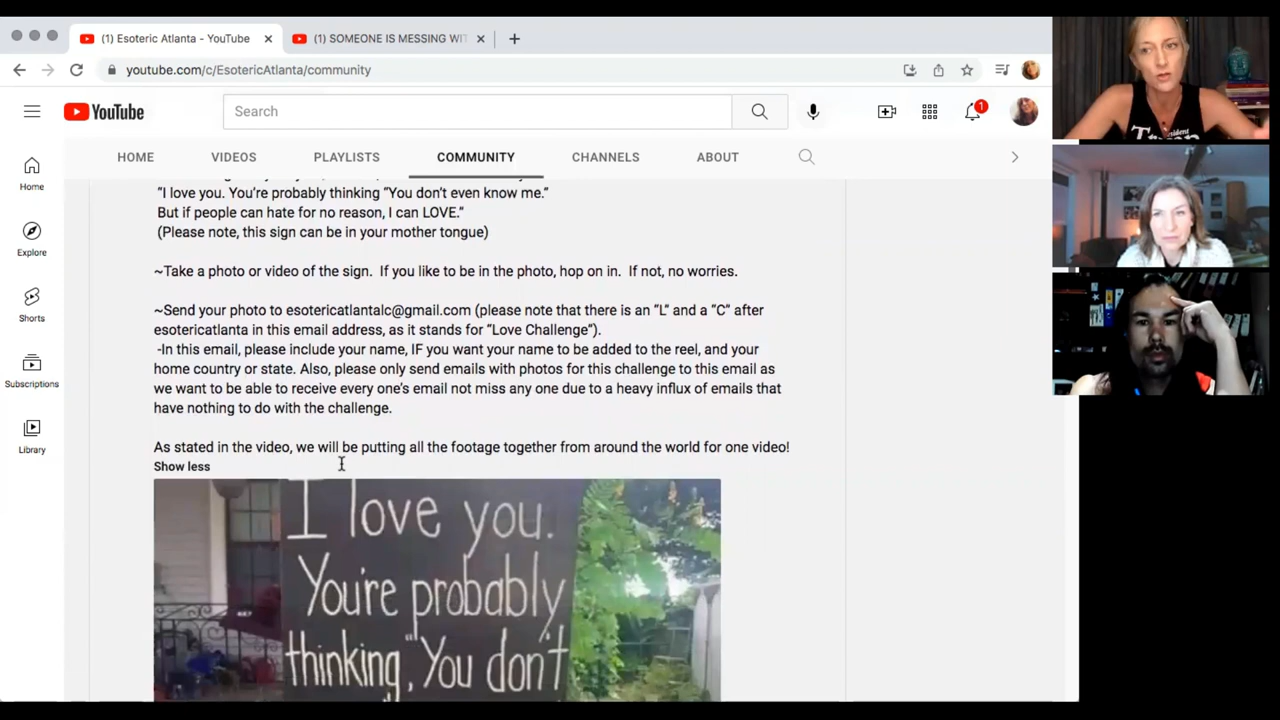 (1) Esoteric Atlanta - YouTube
(1) SOMEONE IS MESSING WIT
youtube.com/c/EsotericAtlanta/community
YouTube
Search
1
HOME VIDEOS PLAYLISTS COMMUNITY CHANNELS ABOUT
Home
Explore
Shorts
Subscriptions
Library
"I love you. You're probably thinking "You don't even know me."
But if people can hate for no reason, I can LOVE."
(Please note, this sign can be in your mother tongue)
~Take a photo or video of the sign. If you like to be in the photo, hop on in. If not, no worries.
~Send your photo to esotericatlantalc@gmail.com (please note that there is an "L" and a "C" after
esotericatlanta in this email address, as it stands for "Love Challenge").
-In this email, please include your name, IF you want your name to be added to the reel, and your
home country or state. Also, please only send emails with photos for this challenge to this email as
we want to be able to receive every one's email not miss any one due to a heavy influx of emails that
have nothing to do with the challenge.
As stated in the video, we will be putting all the footage together from around the world for one video!
Show less
I love you.
You're probably
thinking, "You don't